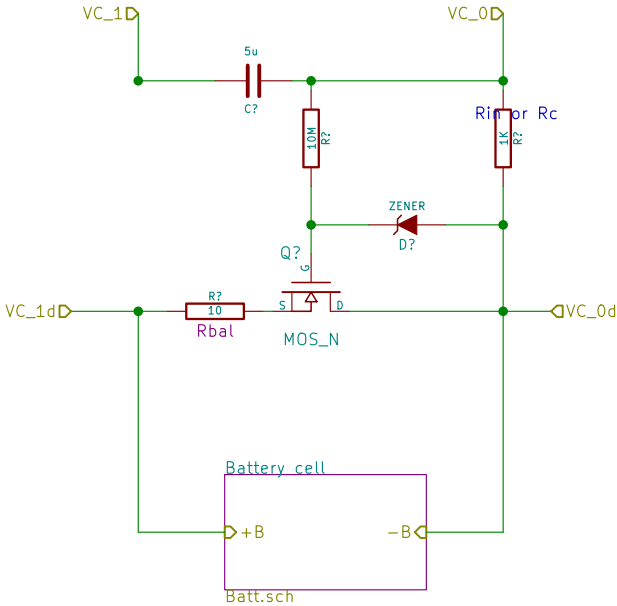 VC_1
VC_0
5u
C?
Rin or Rc
10M
R?
1K
R?
ZENER
D?
Q?
G
VC_1d
R?
10
Rbal
S
D
MOS_N
VC_0d
Battery cell
+B
-B
Batt.sch